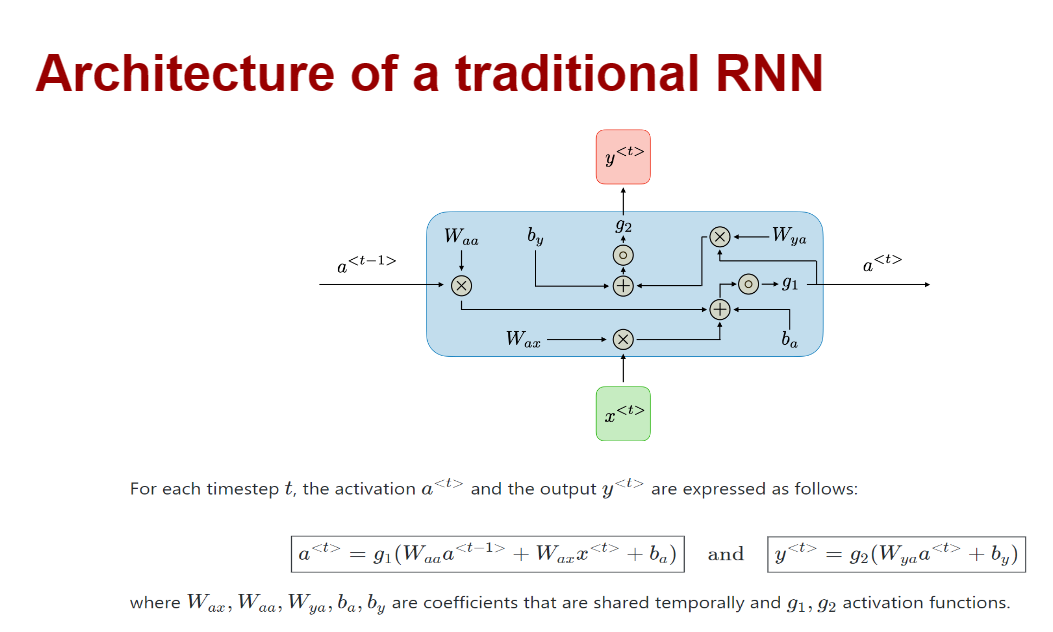 Architecture of a traditional RNN
y^{<t>}
W_{aa} b_y g_2 W_{ya}
a^{<t−1>} a^{<t>}
g_1
W_{ax} b_a
x^{<t>}
For each timestep t, the activation a^{<t>} and the output y^{<t>} are expressed as follows:
a^{<t>} = g_1(W_{aa}a^{<t−1>} + W_{ax}x^{<t>} + b_a) and y^{<t>} = g_2(W_{ya}a^{<t>} + b_y)
where W_{ax}, W_{aa}, W_{ya}, b_a, b_y are coefficients that are shared temporally and g_1, g_2 activation functions.